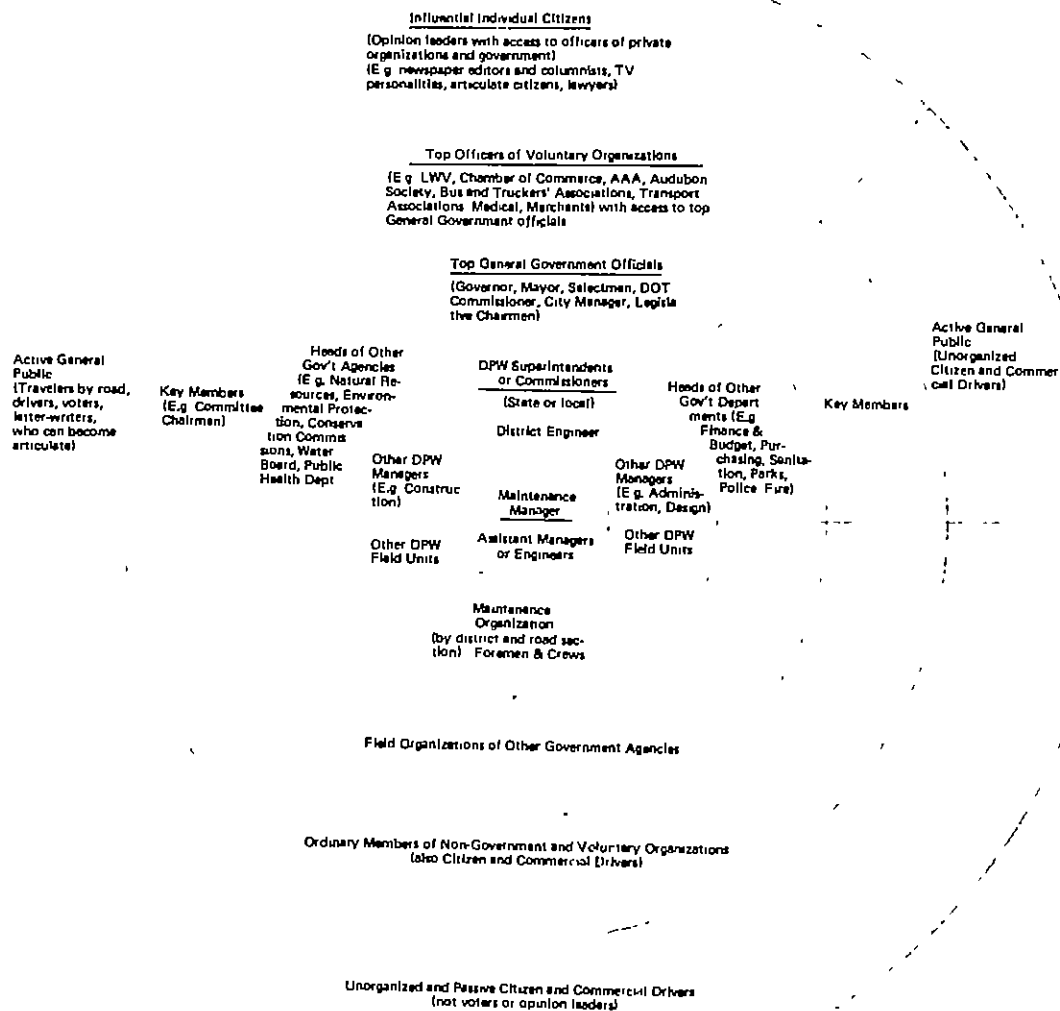 Influential Individual Citizens
(Opinion leaders with access to officers of private
organizations and government)
(E g newspaper editors and columnists, TV
personalities, articulate citizens, lawyers)
Top Officers of Voluntary Organizations
(E g LWV, Chamber of Commerce, AAA, Audubon
Society, Bus and Truckers' Associations, Transport
Associations Medical, Merchants) with access to top
General Government officials
Top General Government Officials
(Governor, Mayor, Selectman, DOT
Commissioner, City Manager, Legisla
tive Chairmen)
Active General
Public
(Travelers by road,
drivers, voters,
letter-writers,
who can become
articulate)
Key Members
(E.g. Committee
Chairman)
Heads of Other
Gov't Agencies
(E g. Natural Re-
sources, Environ-
mental Protec-
tion, Conserva
tion Commis
sions, Water
Board, Public
Health Dept
Other DPW
Managers
(E.g Construc
tion)
Other DPW
Field Units
DPW Superintendents
or Commissioners
(State or local)
District Engineer
Maintenance
Manager
Assistant Managers
or Engineers
Other DPW
Managers
(E g. Adminis-
tration, Design)
Other DPW
Field Units
Heads of Other
Gov't Depart
ments (E.g
Finance &
Budget, Pur-
chasing, Sanita-
tion, Parks,
Police Fire)
Key Members
Active General
Public
(Unorganized
Citizen and Commer
cial Drivers)
Maintenance
Organization
(by district and road sec-
tion) Foremen & Crews
Field Organizations of Other Government Agencies
Ordinary Members of Non-Government and Voluntary Organizations
(also Citizen and Commercial Drivers)
Unorganized and Passive Citizen and Commercial Drivers
(not voters or opinion leaders)